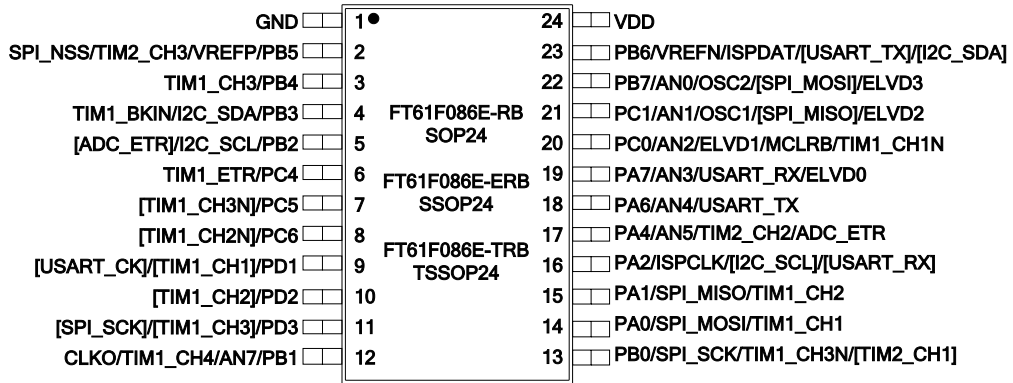 GND 1 24 VDD
SPI_NSS/TIM2_CH3/VREFP/PB5 2 23 PB6/VREFN/ISPDAT/[USART_TX]/[I2C_SDA]
TIM1_CH3/PB4 3 22 PB7/AN0/OSC2/[SPI_MOSI]/ELVD3
TIM1_BKIN/I2C_SDA/PB3 4 FT61F086E-RB 21 PC1/AN1/OSC1/[SPI_MISO]/ELVD2
SOP24
[ADC_ETR]/I2C_SCL/PB2 5 20 PC0/AN2/ELVD1/MCLRB/TIM1_CH1N
TIM1_ETR/PC4 6 FT61F086E-ERB 19 PA7/AN3/USART_RX/ELVD0
[TIM1_CH3N]/PC5 7 SSOP24 18 PA6/AN4/USART_TX
[TIM1_CH2N]/PC6 8 FT61F086E-TRB 17 PA4/AN5/TIM2_CH2/ADC_ETR
[USART_CK]/[TIM1_CH1]/PD1 9 TSSOP24 16 PA2/ISPCLK/[I2C_SCL]/[USART_RX]
[TIM1_CH2]/PD2 10 15 PA1/SPI_MISO/TIM1_CH2
[SPI_SCK]/[TIM1_CH3]/PD3 11 14 PA0/SPI_MOSI/TIM1_CH1
CLKO/TIM1_CH4/AN7/PB1 12 13 PB0/SPI_SCK/TIM1_CH3N/[TIM2_CH1]